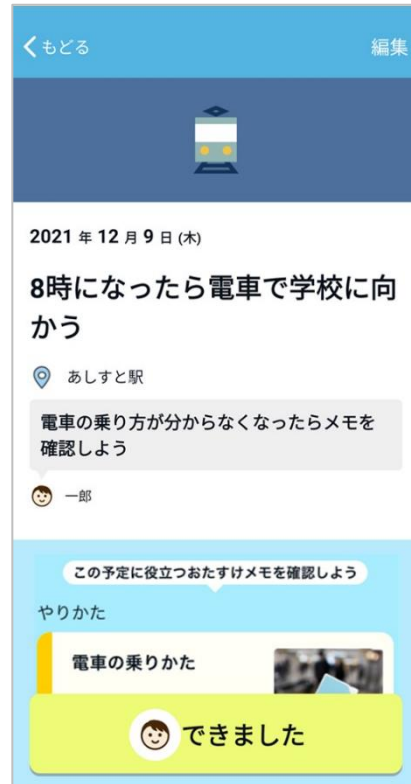 もどる 編集
2021 年 12 月 9 日 (木)
8時になったら電車で学校に向
かう
あしすと駅
電車の乗り方が分からなくなったらメモを
確認しよう
一郎
この予定に役立つおたすけメモを確認しよう
やりかた
電車の乗りかた
できました